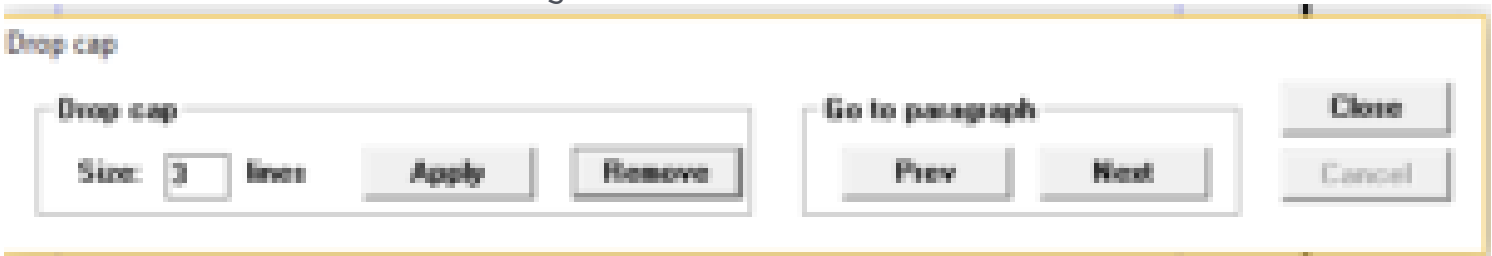 Drop cap
Drop cap
Go to paragraph
Close
Size: 3 lines Apply Remove
Prev Next
Cancel